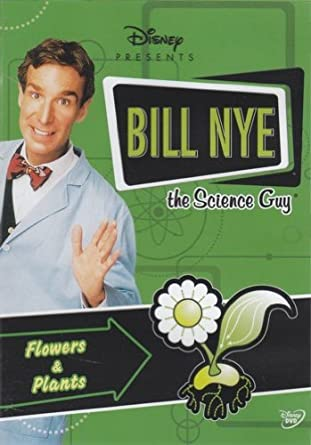 Disney
PRESENTS
BILL NYE
the Science Guy®
Flowers
&
Plants
Disney
DVD